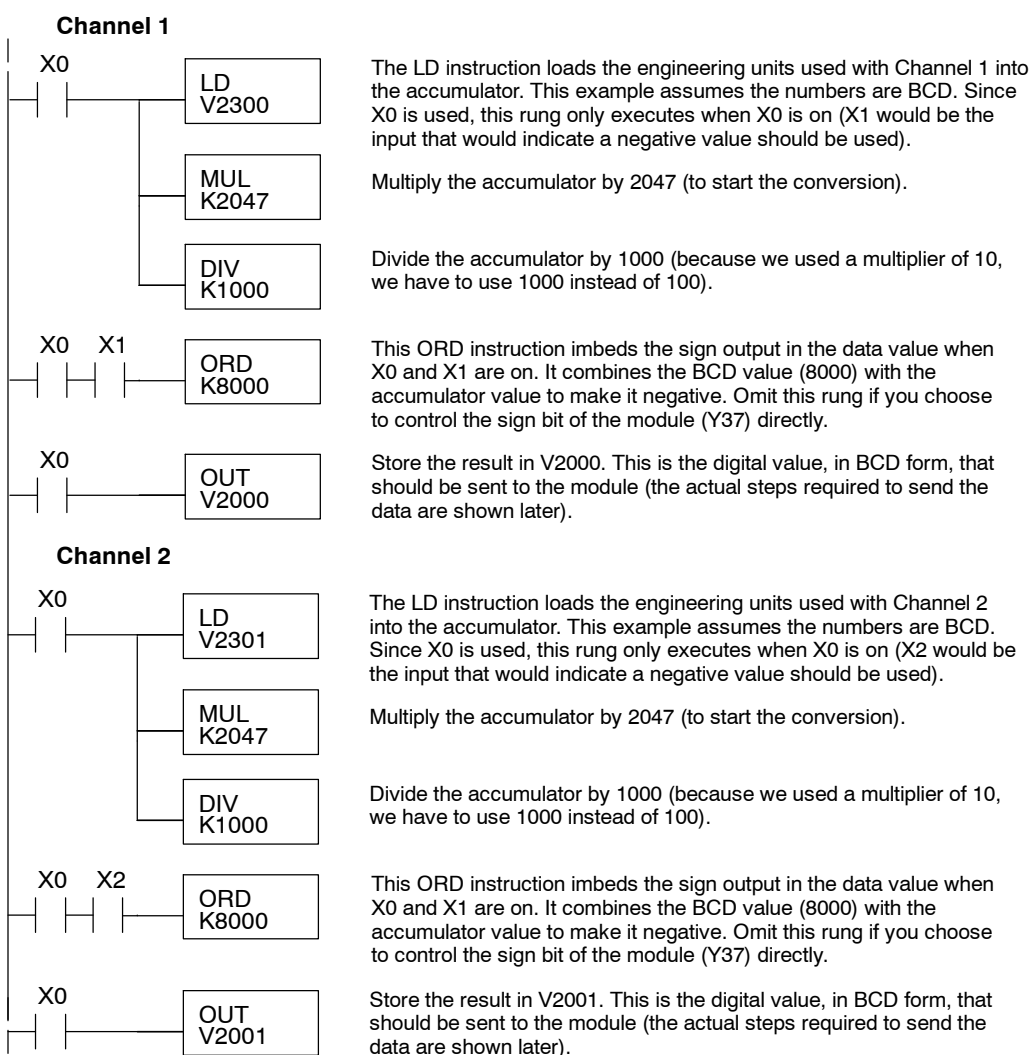 Channel 1
X0
LD
V2300
The LD instruction loads the engineering units used with Channel 1 into
the accumulator. This example assumes the numbers are BCD. Since
X0 is used, this rung only executes when X0 is on (X1 would be the
input that would indicate a negative value should be used).
MUL
K2047
Multiply the accumulator by 2047 (to start the conversion).
DIV
K1000
Divide the accumulator by 1000 (because we used a multiplier of 10,
we have to use 1000 instead of 100).
X0 X1
ORD
K8000
This ORD instruction imbeds the sign output in the data value when
X0 and X1 are on. It combines the BCD value (8000) with the
accumulator value to make it negative. Omit this rung if you choose
to control the sign bit of the module (Y37) directly.
X0
OUT
V2000
Store the result in V2000. This is the digital value, in BCD form, that
should be sent to the module (the actual steps required to send the
data are shown later).
Channel 2
X0
LD
V2301
The LD instruction loads the engineering units used with Channel 2
into the accumulator. This example assumes the numbers are BCD.
Since X0 is used, this rung only executes when X0 is on (X2 would be
the input that would indicate a negative value should be used).
MUL
K2047
Multiply the accumulator by 2047 (to start the conversion).
DIV
K1000
Divide the accumulator by 1000 (because we used a multiplier of 10,
we have to use 1000 instead of 100).
X0 X2
ORD
K8000
This ORD instruction imbeds the sign output in the data value when
X0 and X1 are on. It combines the BCD value (8000) with the
accumulator value to make it negative. Omit this rung if you choose
to control the sign bit of the module (Y37) directly.
X0
OUT
V2001
Store the result in V2001. This is the digital value, in BCD form, that
should be sent to the module (the actual steps required to send the
data are shown later).